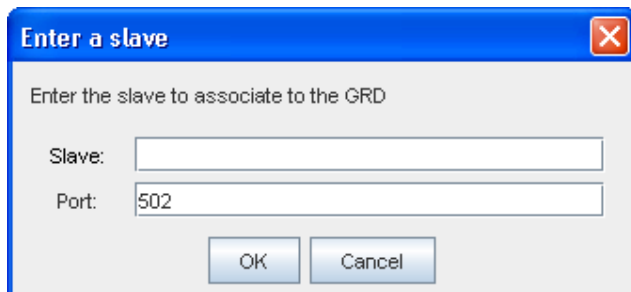 Enter a slave
Enter the slave to associate to the GRD
Slave:
Port: 502
OK Cancel